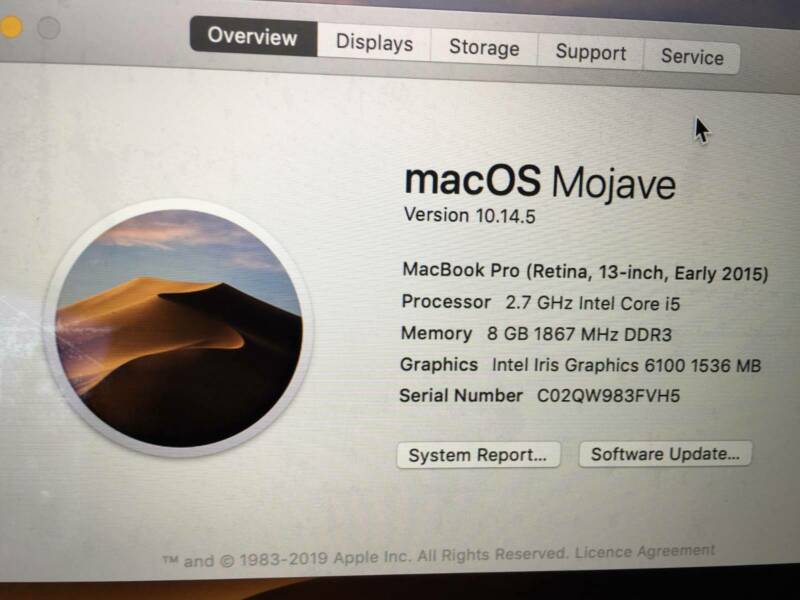 Overview Displays Storage Support Service
macOS Mojave
Version 10.14.5
MacBook Pro (Retina, 13-inch, Early 2015)
Processor 2.7 GHz Intel Core i5
Memory 8 GB 1867 MHz DDR3
Graphics Intel Iris Graphics 6100 1536 MB
Serial Number C02QW983FVH5
System Report... Software Update...
™ and © 1983-2019 Apple Inc. All Rights Reserved. Licence Agreement